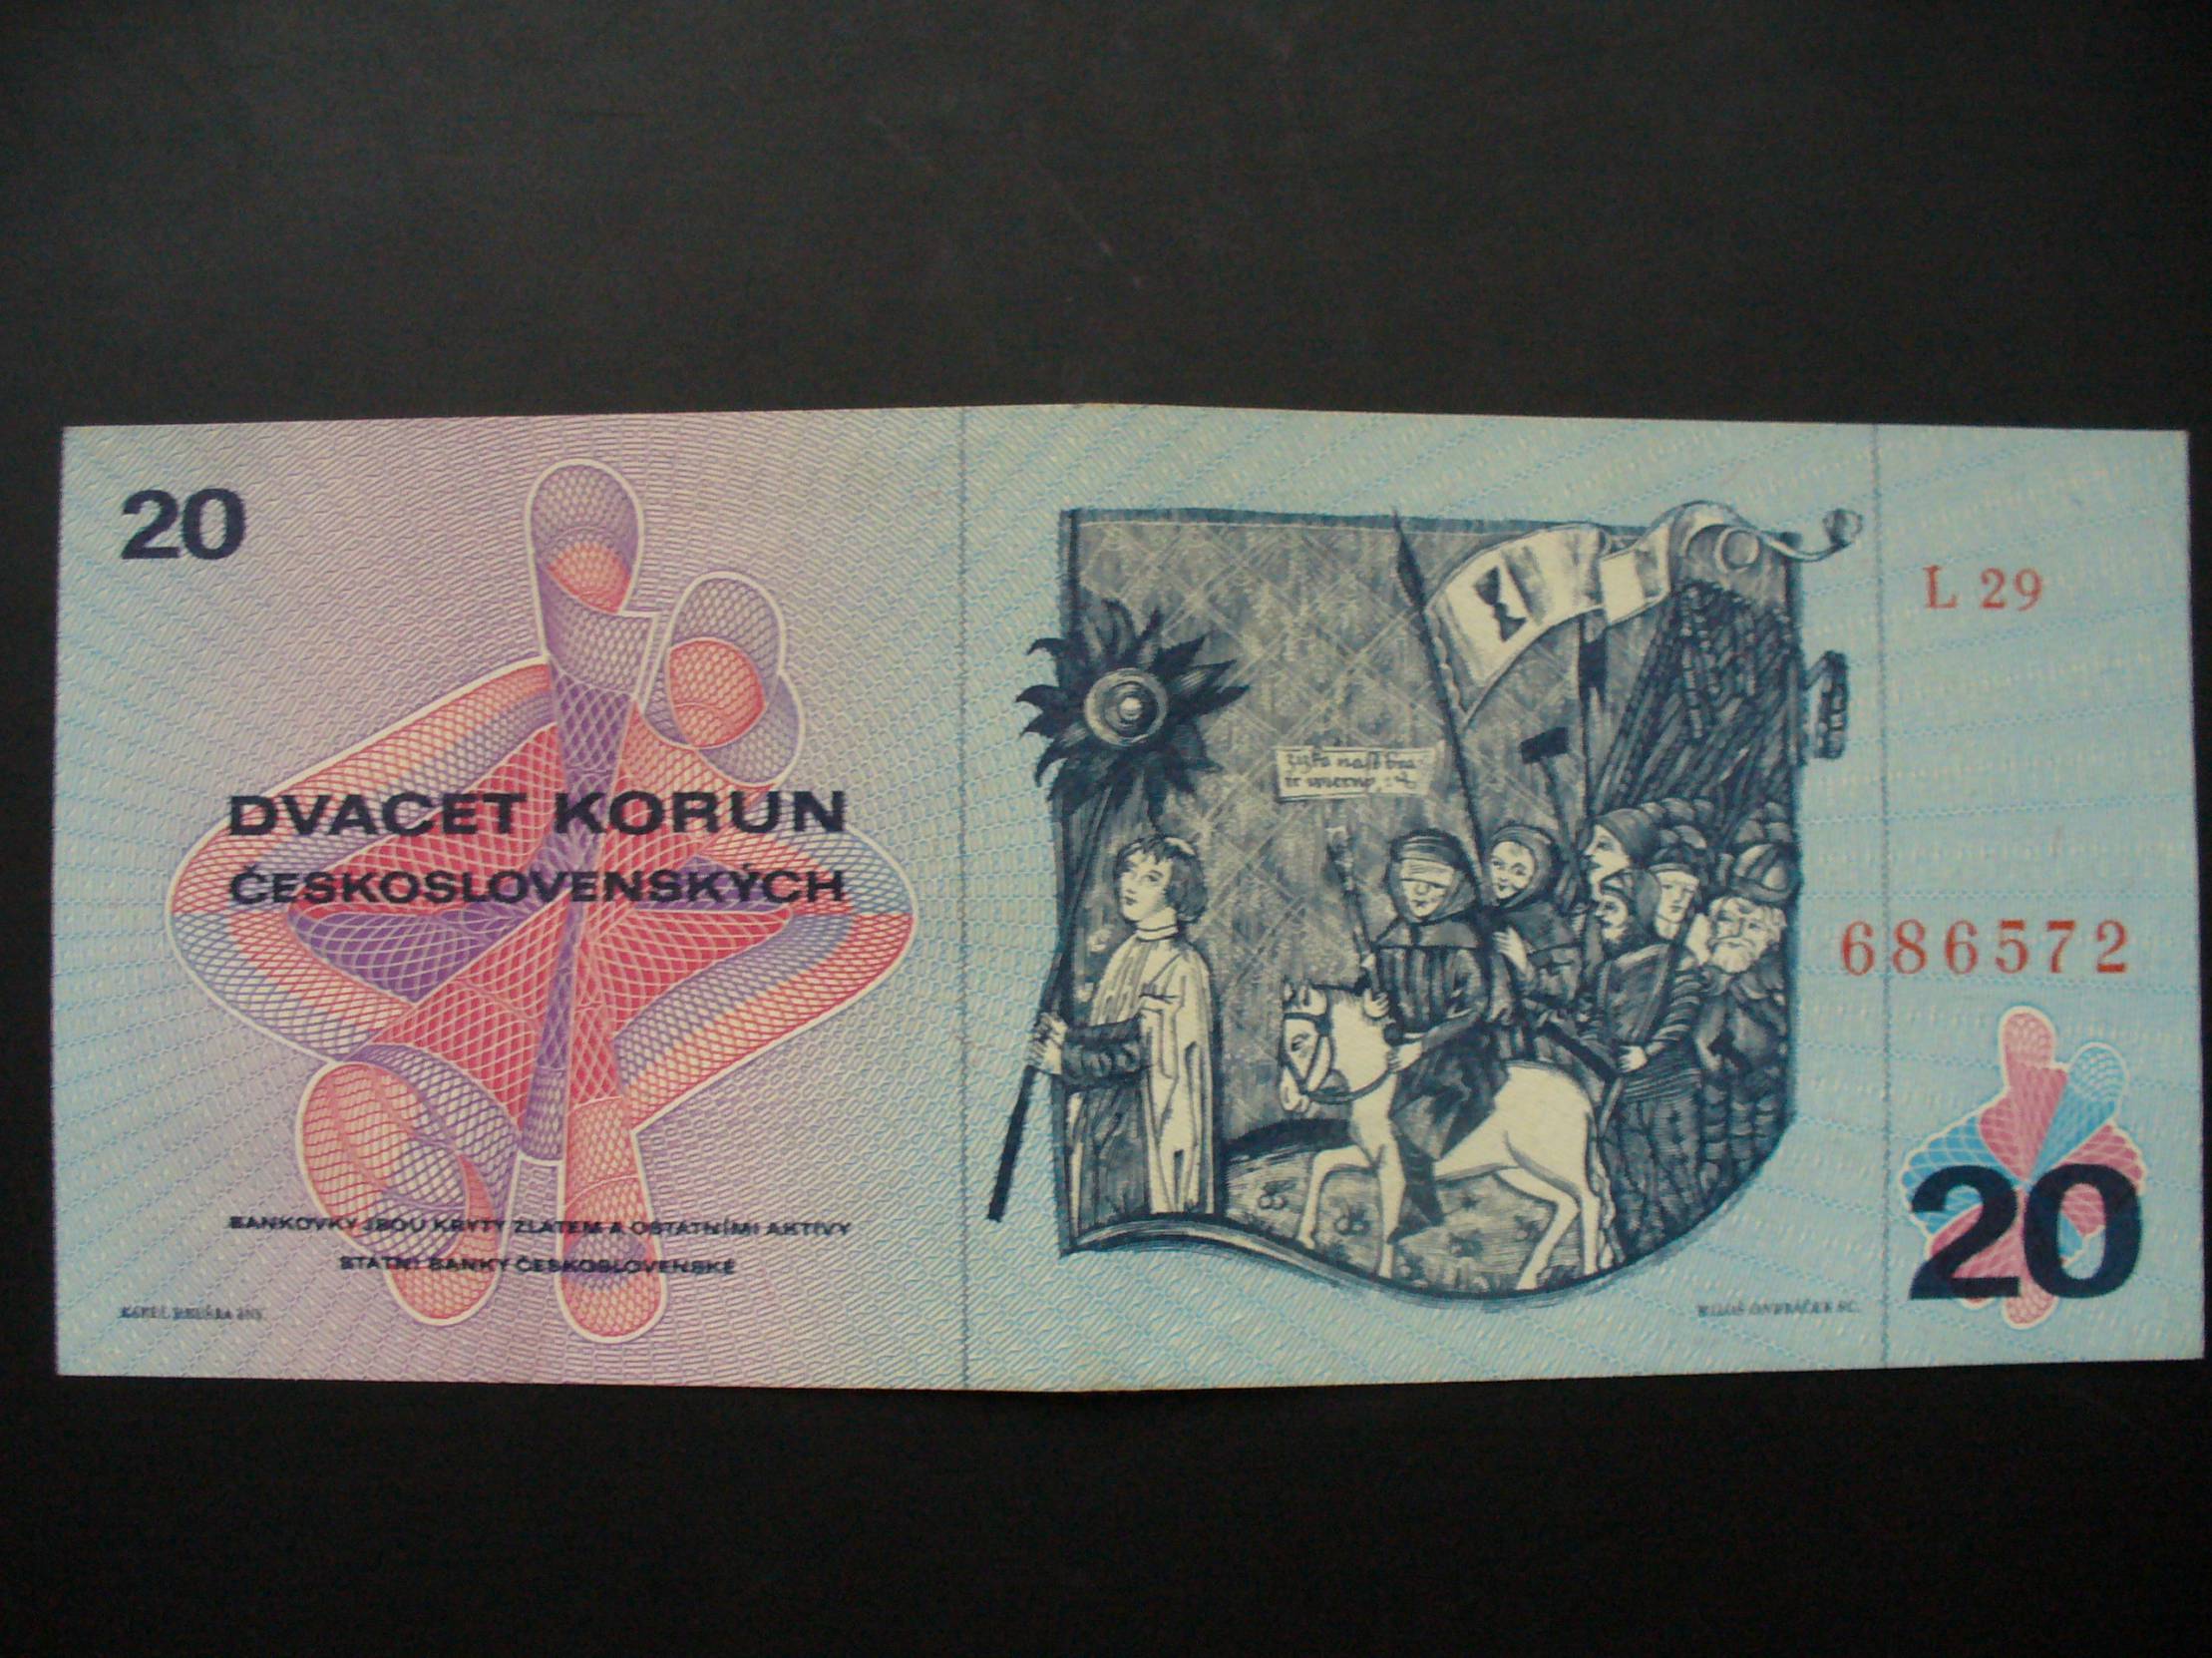 20
DVACET KORUN
ČESKOSLOVENSKÝCH
BANKOVKY JSOU KRYTY ZLATEM A OSTATNÍMI AKTIVY
STÁTNÍ BANKY ČESKOSLOVENSKÉ
L 29
686572
20